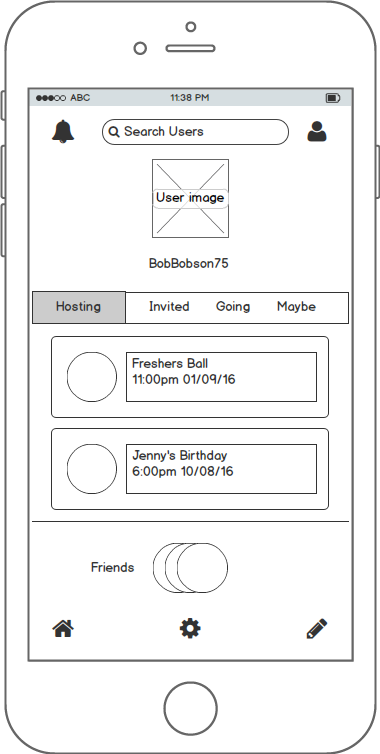 ABC 11:38 PM
Search Users
User image
BobBobson75
Hosting Invited Going Maybe
Freshers Ball
11:00pm 01/09/16
Jenny's Birthday
6:00pm 10/08/16
Friends